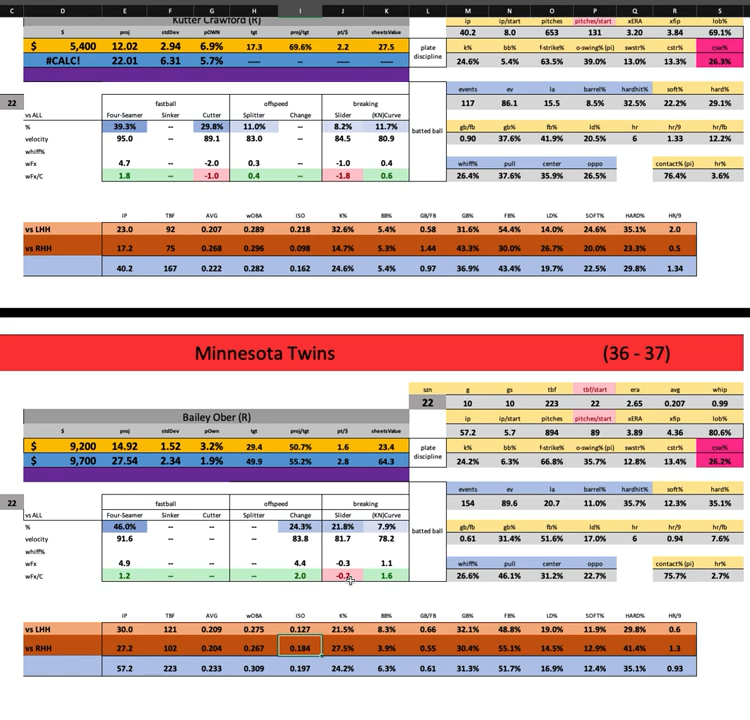 C D E F G H I J K L M N O P Q R S
Kutter Crawford (R) ip ip/start pitches pitches/start xERA xfip lob%
$ proj stdDev pOWN tgt proj/tgt pt/$ sheetsValue 40.2 8.0 653 131 3.20 3.84 69.1%
$ 5,400 12.02 2.94 6.9% 17.3 69.6% 2.2 27.5 plate discipline k% bb% f-strike% o-swing% (pi) swstr% cstr% csw%
#CALC! 22.01 6.31 5.7% ---- ---- --- ---- 24.6% 5.4% 63.5% 39.0% 13.0% 13.3% 26.3%
events ev la barrel% hardhit% soft% hard%
22 fastball offspeed breaking 117 86.1 15.5 8.5% 32.5% 22.2% 29.1%
vs ALL Four-Seamer Sinker Cutter Splitter Change Slider (KN)Curve
% 39.3% -- 29.8% 11.0% -- 8.2% 11.7% batted ball gb/fb gb% fb% ld% hr hr/9 hr/fb
velocity 95.0 -- 89.1 83.0 -- 84.5 80.9 0.90 37.6% 41.9% 20.5% 6 1.33 12.2%
whiff%
wFx 4.7 -- -2.0 0.3 -- -1.0 0.4 whiff% pull center oppo contact% (pi) hr%
wFx/C 1.8 -- -1.0 0.4 -- -1.8 0.6 26.4% 37.6% 35.9% 26.5% 76.4% 3.6%
IP TBF AVG wOBA ISO K% BB% GB/FB GB% FB% LD% SOFT% HARD% HR/9
vs LHH 23.0 92 0.207 0.289 0.218 32.6% 5.4% 0.58 31.6% 54.4% 14.0% 24.6% 35.1% 2.0
vs RHH 17.2 75 0.268 0.296 0.098 14.7% 5.3% 1.44 43.3% 30.0% 26.7% 20.0% 23.3% 0.5
40.2 167 0.222 0.282 0.162 24.6% 5.4% 0.97 36.9% 43.4% 19.7% 22.5% 29.8% 1.34
Minnesota Twins (36 - 37)
szn g gs tbf tbf/start era avg whip
22 10 10 223 22 2.65 0.207 0.99
Bailey Ober (R) ip ip/start pitches pitches/start xERA xfip lob%
$ proj stdDev pOwn tgt proj/tgt pt/$ sheetsValue 57.2 5.7 894 89 3.89 4.36 80.6%
$ 9,200 14.92 1.52 3.2% 29.4 50.7% 1.6 23.4 plate discipline k% bb% f-strike% o-swing% (pi) swstr% cstr% csw%
$ 9,700 27.54 2.34 1.9% 49.9 55.2% 2.8 64.3 24.2% 6.3% 66.8% 35.7% 12.8% 13.4% 26.2%
events ev la barrel% hardhit% soft% hard%
22 fastball offspeed breaking 154 89.6 20.7 11.0% 35.7% 12.3% 35.1%
vs ALL Four-Seamer Sinker Cutter Splitter Change Slider (KN)Curve
% 46.0% -- -- -- 24.3% 21.8% 7.9% batted ball gb/fb gb% fb% ld% hr hr/9 hr/fb
velocity 91.6 -- -- -- 83.8 81.7 78.2 0.61 31.4% 51.6% 17.0% 6 0.94 7.6%
whiff%
wFx 4.9 -- -- -- 4.4 -0.3 1.1 whiff% pull center oppo contact% (pi) hr%
wFx/C 1.2 -- -- -- 2.0 -0.2 1.6 26.6% 46.1% 31.2% 22.7% 75.7% 2.7%
IP TBF AVG wOBA ISO K% BB% GB/FB GB% FB% LD% SOFT% HARD% HR/9
vs LHH 30.0 121 0.209 0.275 0.127 21.5% 8.3% 0.66 32.1% 48.8% 19.0% 11.9% 29.8% 0.6
vs RHH 27.2 102 0.204 0.267 0.184 27.5% 3.9% 0.55 30.4% 55.1% 14.5% 12.9% 41.4% 1.3
57.2 223 0.233 0.309 0.197 24.2% 6.3% 0.61 31.3% 51.7% 16.9% 12.4% 35.1% 0.93